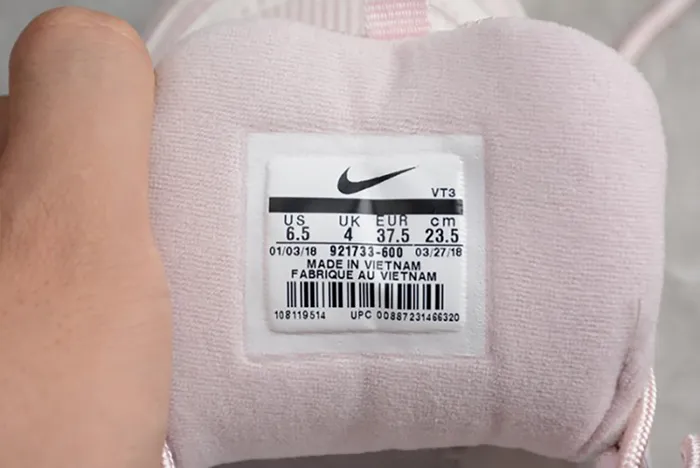 VT3
US UK EUR cm
6.5 4 37.5 23.5
01/03/18 921733-600 03/27/18
MADE IN VIETNAM
FABRIQUE AU VIETNAM
108119514 UPC 00887231466320